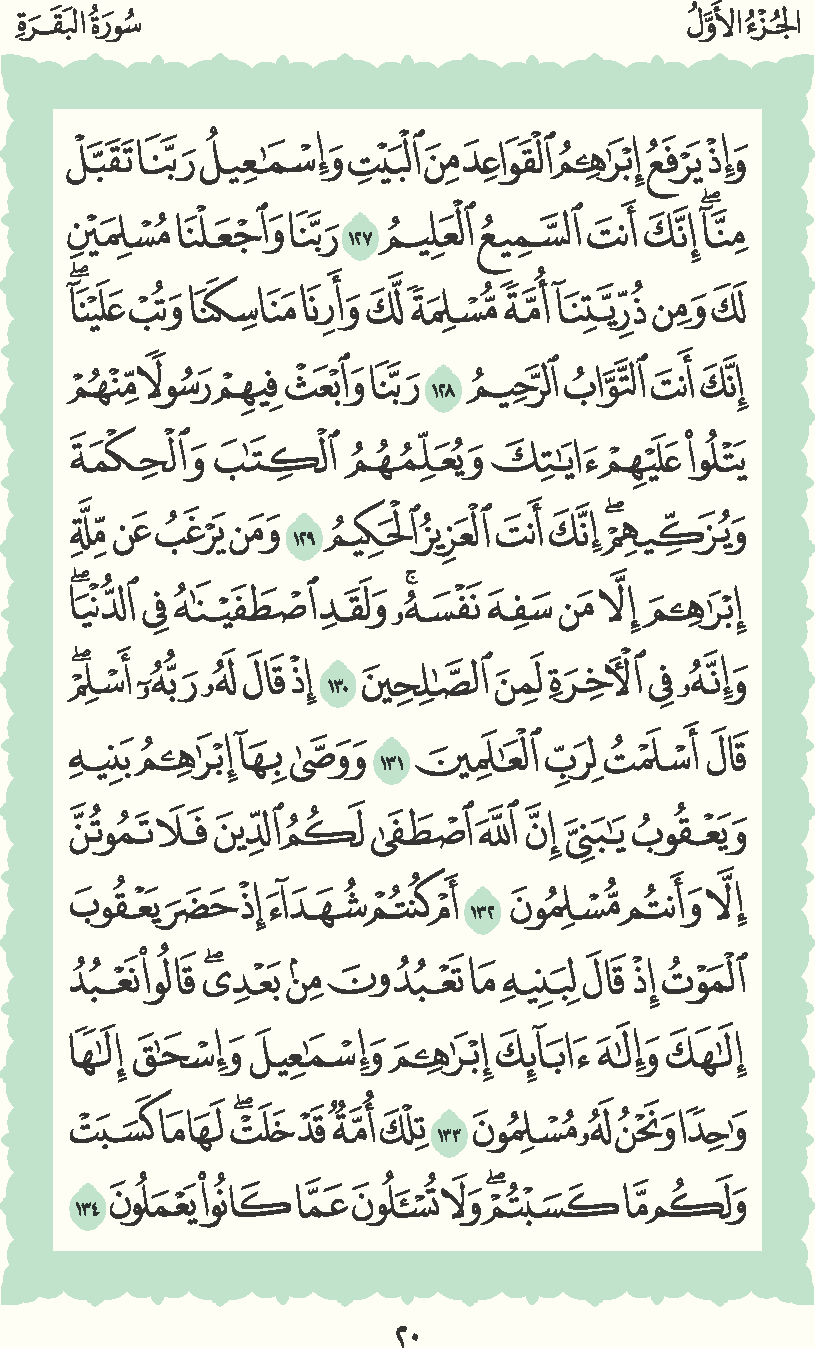 الجُزْءُ الأَوَّلُ
سُورَةُ البَقَرَةِ
وَإِذْ يَرْفَعُ إِبْرَٰهِـۧمُ ٱلْقَوَاعِدَ مِنَ ٱلْبَيْتِ وَإِسْمَـٰعِيلُ رَبَّنَا تَقَبَّلْ
مِنَّآ ۖ إِنَّكَ أَنتَ ٱلسَّمِيعُ ٱلْعَلِيمُ ١٢٧ رَبَّنَا وَٱجْعَلْنَا مُسْلِمَيْنِ
لَكَ وَمِن ذُرِّيَّتِنَآ أُمَّةً مُّسْلِمَةً لَّكَ وَأَرِنَا مَنَاسِكَنَا وَتُبْ عَلَيْنَآ ۖ
إِنَّكَ أَنتَ ٱلتَّوَّابُ ٱلرَّحِيمُ ١٢٨ رَبَّنَا وَٱبْعَثْ فِيهِمْ رَسُولًا مِّنْهُمْ
يَتْلُوا۟ عَلَيْهِمْ ءَايَـٰتِكَ وَيُعَلِّمُهُمُ ٱلْكِتَـٰبَ وَٱلْحِكْمَةَ
وَيُزَكِّيهِمْ ۖ إِنَّكَ أَنتَ ٱلْعَزِيزُ ٱلْحَكِيمُ ١٢٩ وَمَن يَرْغَبُ عَن مِّلَّةِ
إِبْرَٰهِـۧمَ إِلَّا مَن سَفِهَ نَفْسَهُۥ ۚ وَلَقَدِ ٱصْطَفَيْنَـٰهُ فِى ٱلدُّنْيَا ۖ
وَإِنَّهُۥ فِى ٱلْـَٔاخِرَةِ لَمِنَ ٱلصَّـٰلِحِينَ ١٣٠ إِذْ قَالَ لَهُۥ رَبُّهُۥٓ أَسْلِمْ ۖ
قَالَ أَسْلَمْتُ لِرَبِّ ٱلْعَـٰلَمِينَ ١٣١ وَوَصَّىٰ بِهَآ إِبْرَٰهِـۧمُ بَنِيهِ
وَيَعْقُوبُ يَـٰبَنِىَّ إِنَّ ٱللَّهَ ٱصْطَفَىٰ لَكُمُ ٱلدِّينَ فَلَا تَمُوتُنَّ
إِلَّا وَأَنتُم مُّسْلِمُونَ ١٣٢ أَمْ كُنتُمْ شُهَدَآءَ إِذْ حَضَرَ يَعْقُوبَ
ٱلْمَوْتُ إِذْ قَالَ لِبَنِيهِ مَا تَعْبُدُونَ مِنۢ بَعْدِى ۖ قَالُوا۟ نَعْبُدُ
إِلَـٰهَكَ وَإِلَـٰهَ ءَابَآئِكَ إِبْرَٰهِـۧمَ وَإِسْمَـٰعِيلَ وَإِسْحَـٰقَ إِلَـٰهًا
وَٰحِدًا وَنَحْنُ لَهُۥ مُسْلِمُونَ ١٣٣ تِلْكَ أُمَّةٌ قَدْ خَلَتْ ۖ لَهَا مَا كَسَبَتْ
وَلَكُم مَّا كَسَبْتُمْ ۖ وَلَا تُسْـَٔلُونَ عَمَّا كَانُوا۟ يَعْمَلُونَ ١٣٤
٢٠